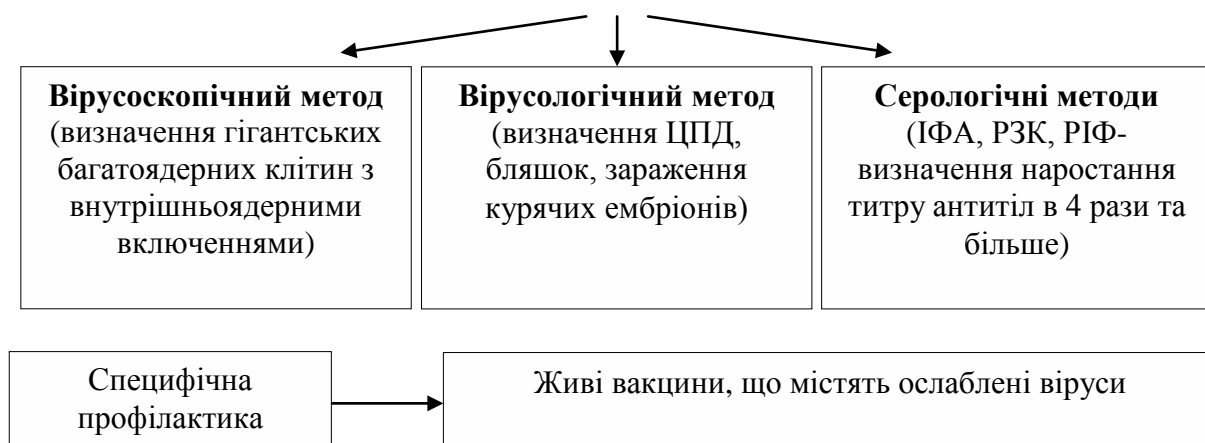 Вірусоскопічний метод
(визначення гігантських
багатоядерних клітин з
внутрішньоядерними
включеннями)
Вірусологічний метод
(визначення ЦПД,
бляшок, зараження
курячих ембріонів)
Серологічні методи
(ІФА, РЗК, РІФ-
визначення наростання
титру антитіл в 4 рази та
більше)
Специфічна
профілактика
Живі вакцини, що містять ослаблені віруси